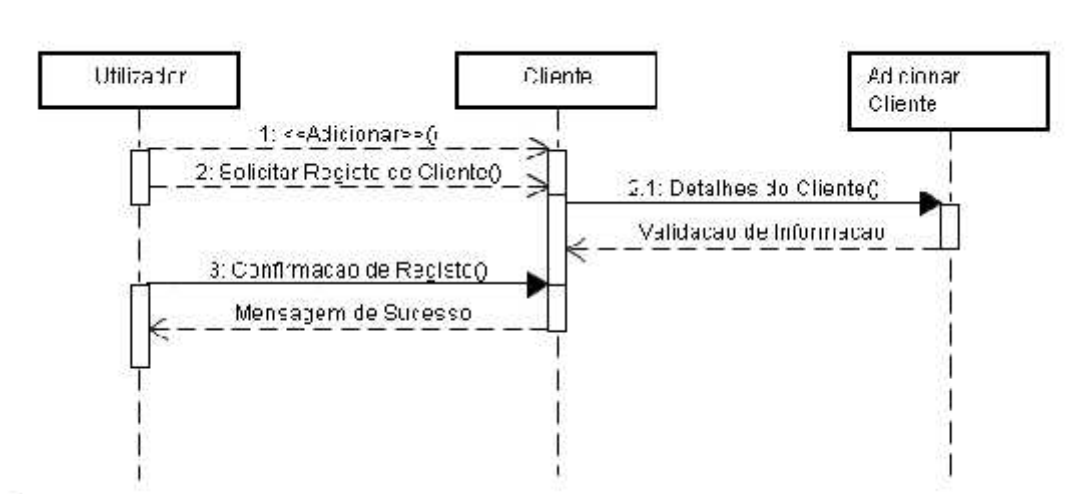 Utilizador
Cliente
Adicionar
Cliente
1: <<Adicionar>>()
2: Solicitar Registo de Cliente()
2.1: Detalhes do Cliente()
Validacao de Informacao
3: Confirmacao de Registo()
Mensagem de Sucesso